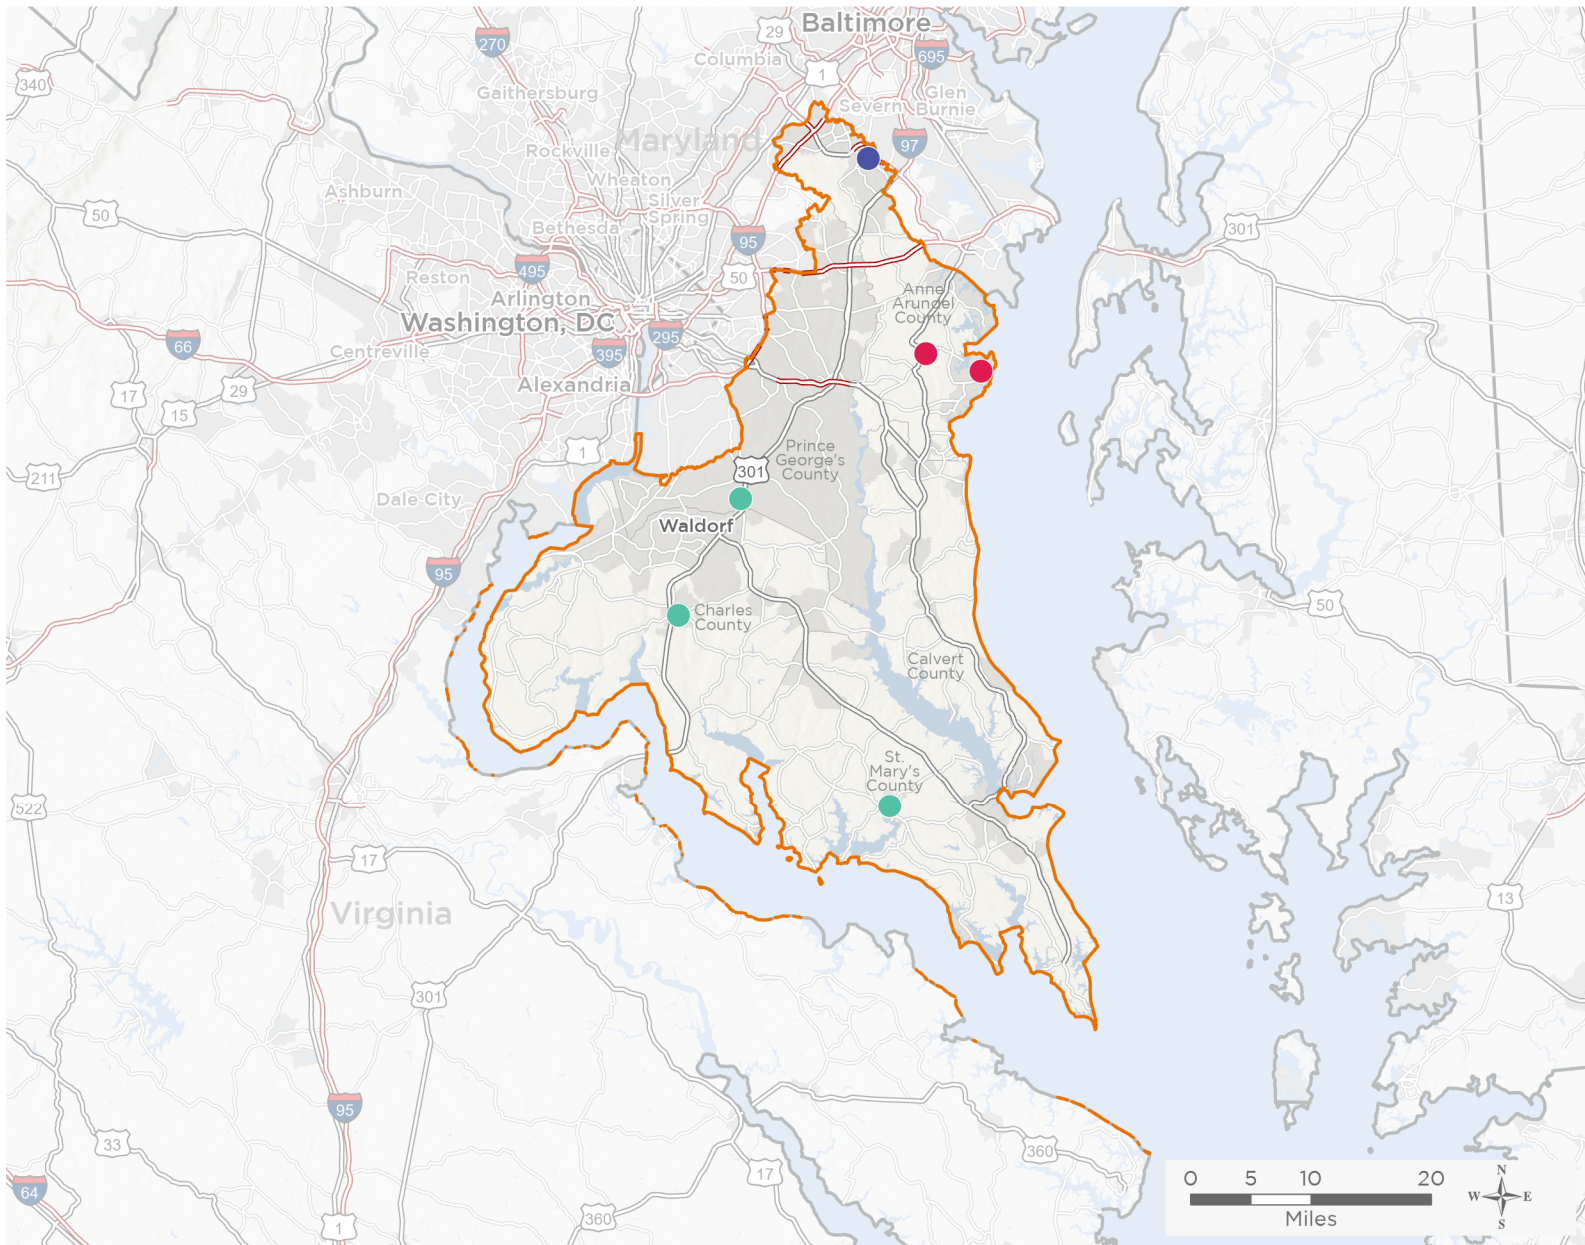 Baltimore
29
270
695
Columbia
340
1
Gaithersburg
Severn
Glen
Burnie
Maryland
97
Rockville
Wheaton
Ashburn
Silver
Spring
50
Bethesda
301
95
495
50
Reston
Arlington
Anne
Arundel
County
Washington, DC
295
66
395
Centreville
Alexandria
17
29
15
1
Prince
George's
County
301
211
Dale City
Waldorf
95
50
Charles
County
Calvert
County
St.
Mary's
County
522
17
13
Virginia
301
95
33
360
17
64
360
1
0 5 10 20
Miles
N
W E
S